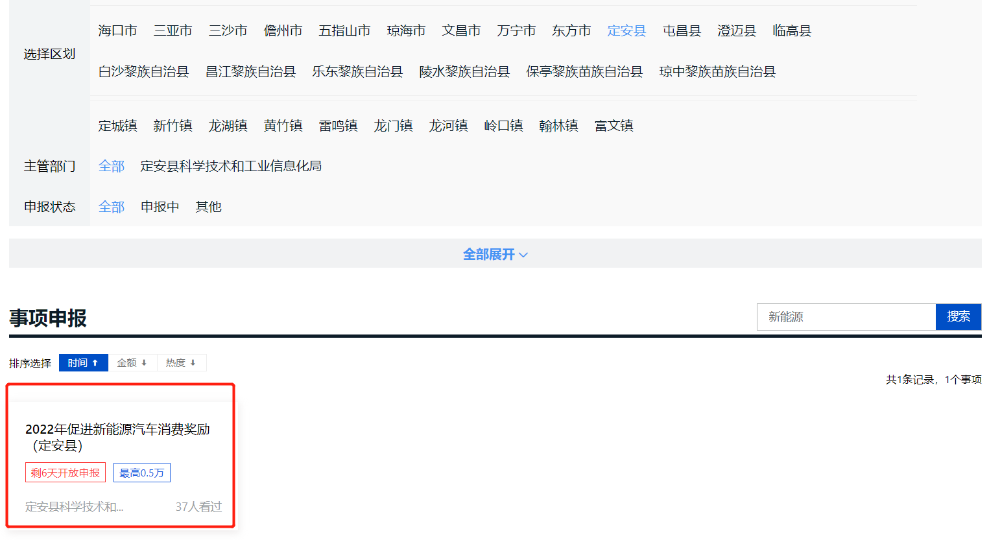 海口市 三亚市 三沙市 儋州市 五指山市 琼海市 文昌市 万宁市 东方市 定安县 屯昌县 澄迈县 临高县
选择区划
白沙黎族自治县 昌江黎族自治县 乐东黎族自治县 陵水黎族自治县 保亭黎族苗族自治县 琼中黎族苗族自治县
定城镇 新竹镇 龙湖镇 黄竹镇 雷鸣镇 龙门镇 龙河镇 岭口镇 翰林镇 富文镇
主管部门 全部 定安县科学技术和工业信息化局
申报状态 全部 申报中 其他
全部展开
事项申报 新能源 搜索
排序选择 时间 金额 热度
共1条记录，1个事项
2022年促进新能源汽车消费奖励
（定安县）
剩6天开放申报 最高0.5万
定安县科学技术和... 37人看过